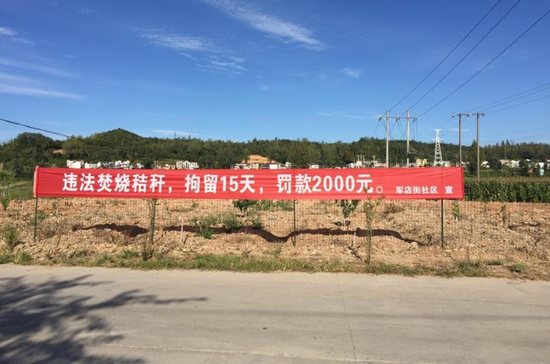 违法焚烧秸秆，拘留15天，罚款2000元。 军店街社区 宣